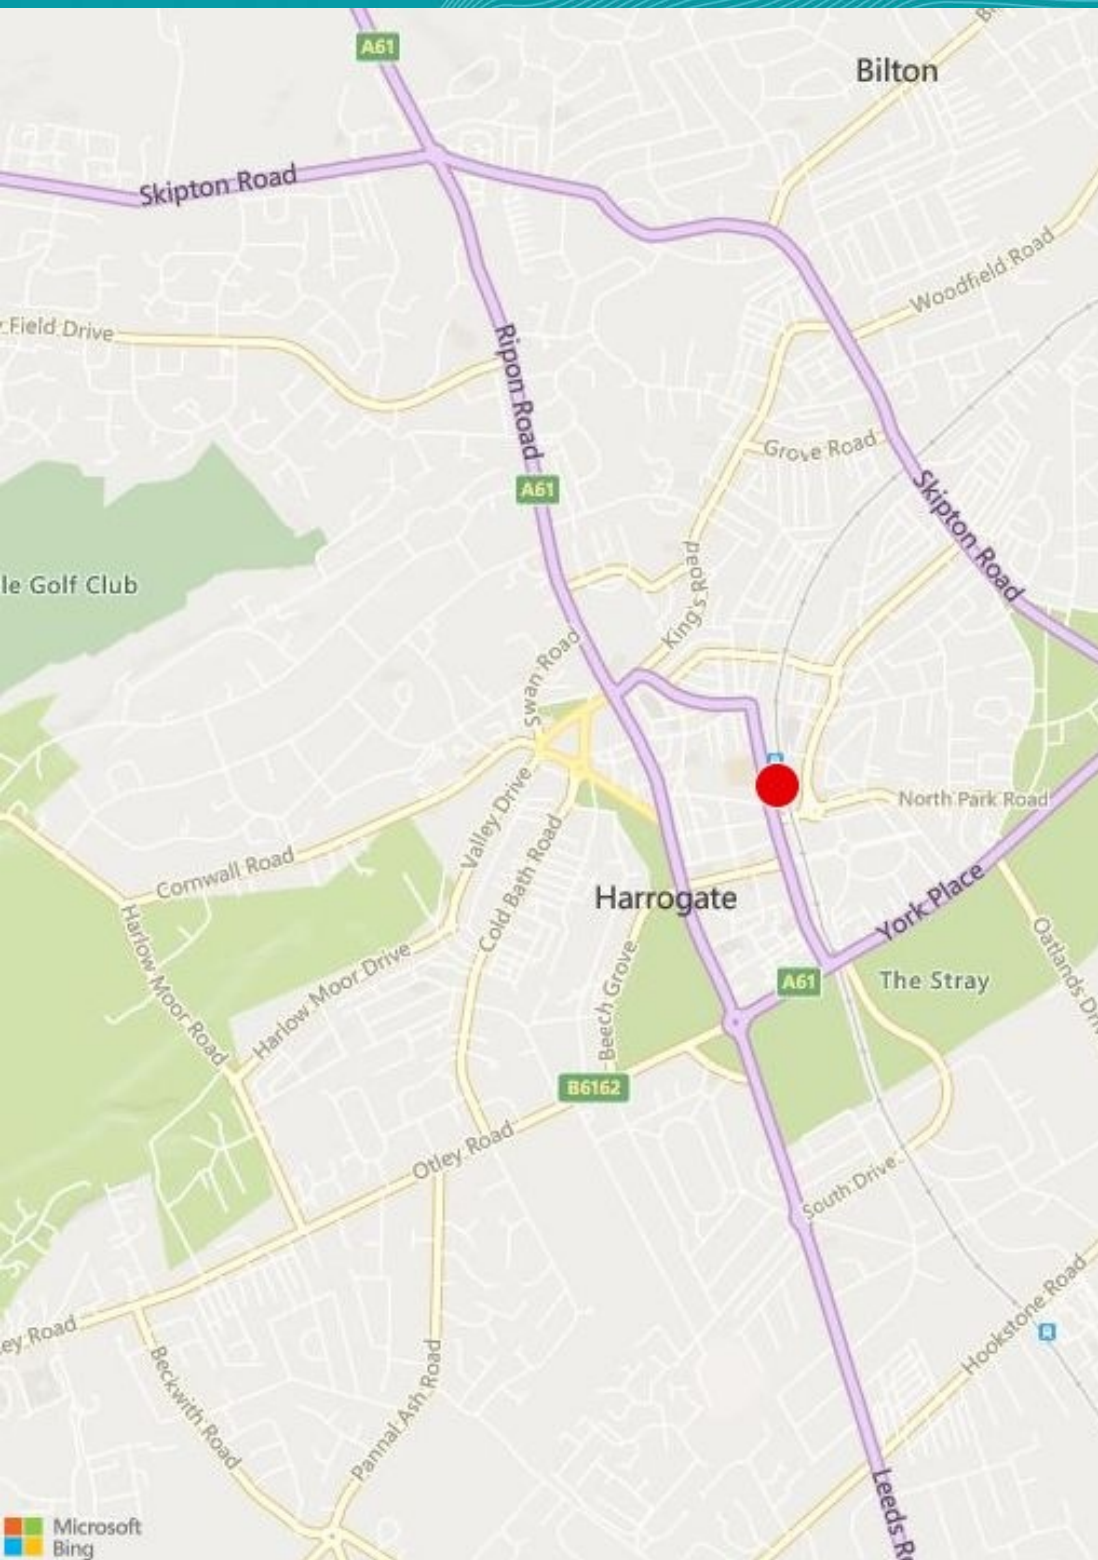 A61
Bilton
Skipton Road
Woodfield Road
Field Drive
Ripon Road
Grove Road
A61
Skipton Road
le Golf Club
King's Road
Swan Road
North Park Road
Valley Drive
Cornwall Road
Cold Bath Road
Harrogate
York Place
Harlow Moor Road
Harlow Moor Drive
Beech Grove
A61
The Stray
Oatlands Dri
B6162
Otley Road
South Drive
ey Road
Hookstone Road
Beckwith Road
Pannal Ash Road
Leeds R
Microsoft
Bing